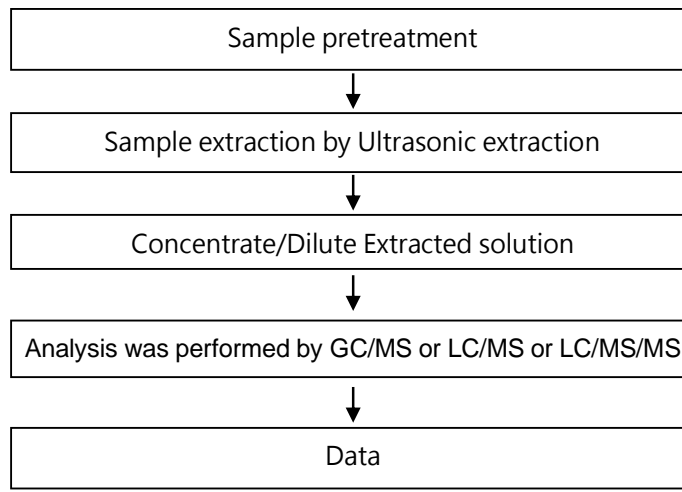 Sample pretreatment
Sample extraction by Ultrasonic extraction
Concentrate/Dilute Extracted solution
Analysis was performed by GC/MS or LC/MS or LC/MS/MS
Data